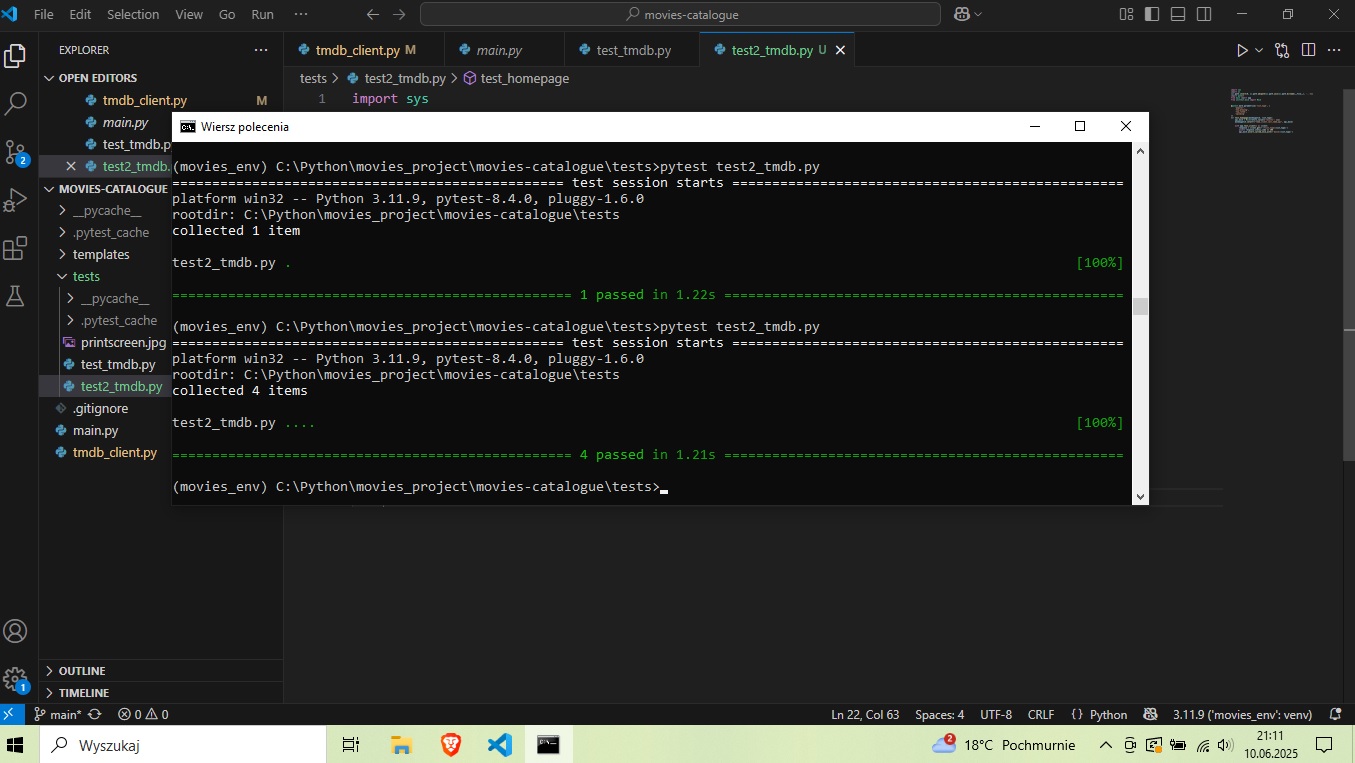 File Edit Selection View Go Run ··· movies-catalogue
EXPLORER ···
tmdb_client.py M main.py test_tmdb.py test2_tmdb.py U
tests > test2_tmdb.py > test_homepage
1 import sys
OPEN EDITORS
tmdb_client.py M
main.py
test_tmdb.p
test2_tmdb.
MOVIES-CATALOGUE
__pycache__
.pytest_cache
templates
tests
__pycache__
.pytest_cache
printscreen.jpg
test_tmdb.py
test2_tmdb.py
.gitignore
main.py
tmdb_client.py
OUTLINE
TIMELINE
2
1
Wiersz polecenia
(movies_env) C:\Python\movies_project\movies-catalogue\tests>pytest test2_tmdb.py
================================================= test session starts =================================================
platform win32 -- Python 3.11.9, pytest-8.4.0, pluggy-1.6.0
rootdir: C:\Python\movies_project\movies-catalogue\tests
collected 1 item
test2_tmdb.py . [100%]
================================================== 1 passed in 1.22s ==================================================
(movies_env) C:\Python\movies_project\movies-catalogue\tests>pytest test2_tmdb.py
================================================= test session starts =================================================
platform win32 -- Python 3.11.9, pytest-8.4.0, pluggy-1.6.0
rootdir: C:\Python\movies_project\movies-catalogue\tests
collected 4 items
test2_tmdb.py .... [100%]
================================================== 4 passed in 1.21s ==================================================
(movies_env) C:\Python\movies_project\movies-catalogue\tests>
main* 0 0 Ln 22, Col 63 Spaces: 4 UTF-8 CRLF {} Python 3.11.9 ('movies_env': venv)
Wyszukaj 2 18°C Pochmurnie 21:11
10.06.2025